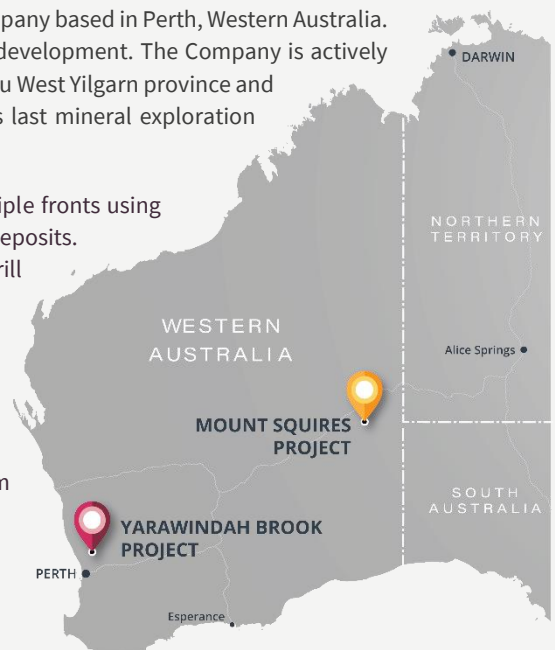 pany based in Perth, Western Australia.
development. The Company is actively
u West Yilgarn province and
s last mineral exploration
iple fronts using
eposits.
rill
m
DARWIN
NORTHERN
TERRITORY
WESTERN
AUSTRALIA
Alice Springs
MOUNT SQUIRES
PROJECT
SOUTH
AUSTRALIA
YARAWINDAH BROOK
PROJECT
PERTH
Esperance